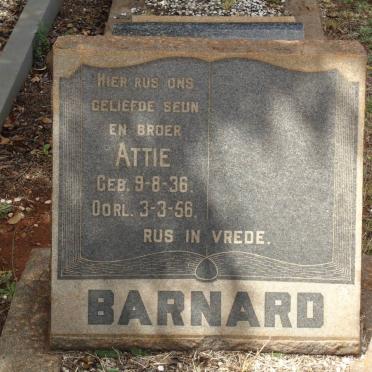 HIER RUS ONS
GELIEFDE SEUN
EN BROER
ATTIE
GEB. 9-8-36.
OORL. 3-3-56.
RUS IN VREDE.
BARNARD